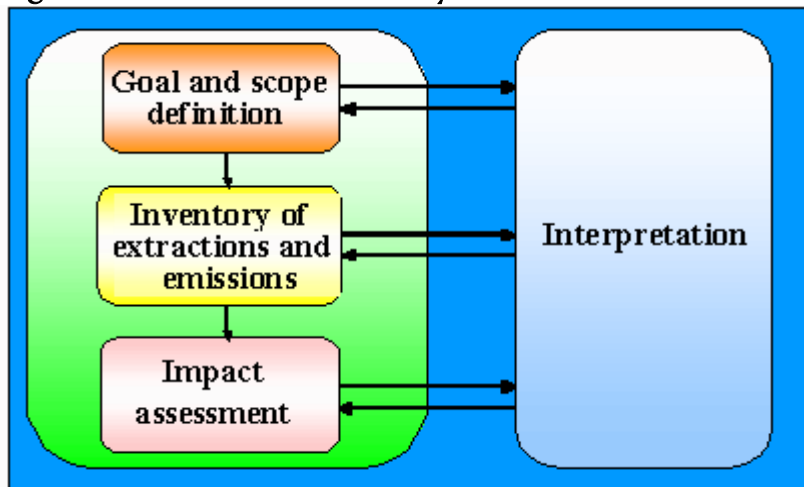 Goal and scope
definition
Inventory of
extractions and
emissions
Impact
assessment
Interpretation